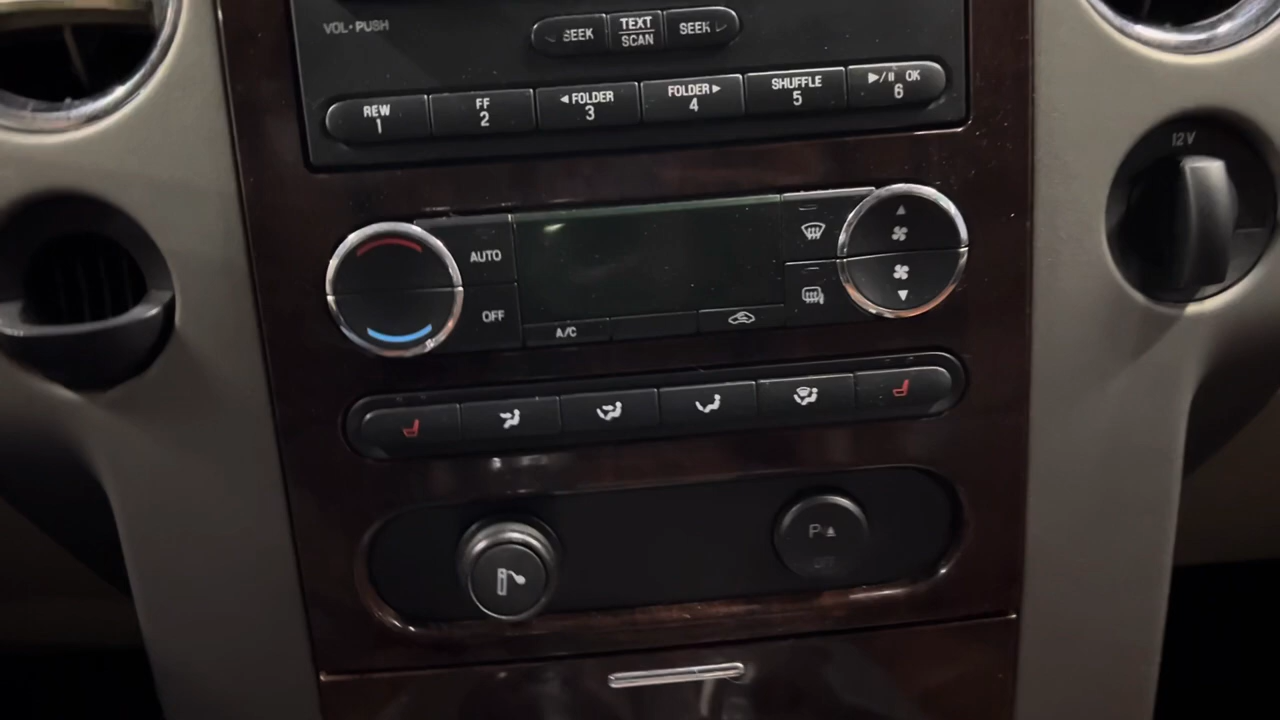 VOL•PUSH
SEEK
TEXT
SCAN
SEEK
REW
1
FF
2
FOLDER
3
FOLDER
4
SHUFFLE
5
OK
6
12V
AUTO
OFF
A/C
P
OFF